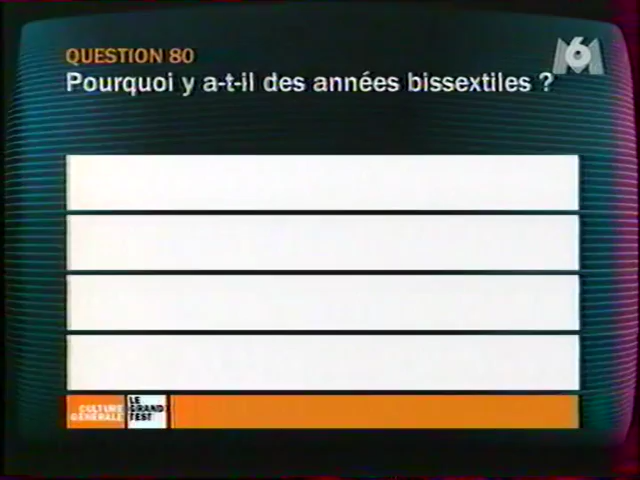 QUESTION 80
M6
Pourquoi y a-t-il des années bissextiles ?
CULTURE
GÉNÉRALE
LE
GRAND
TEST